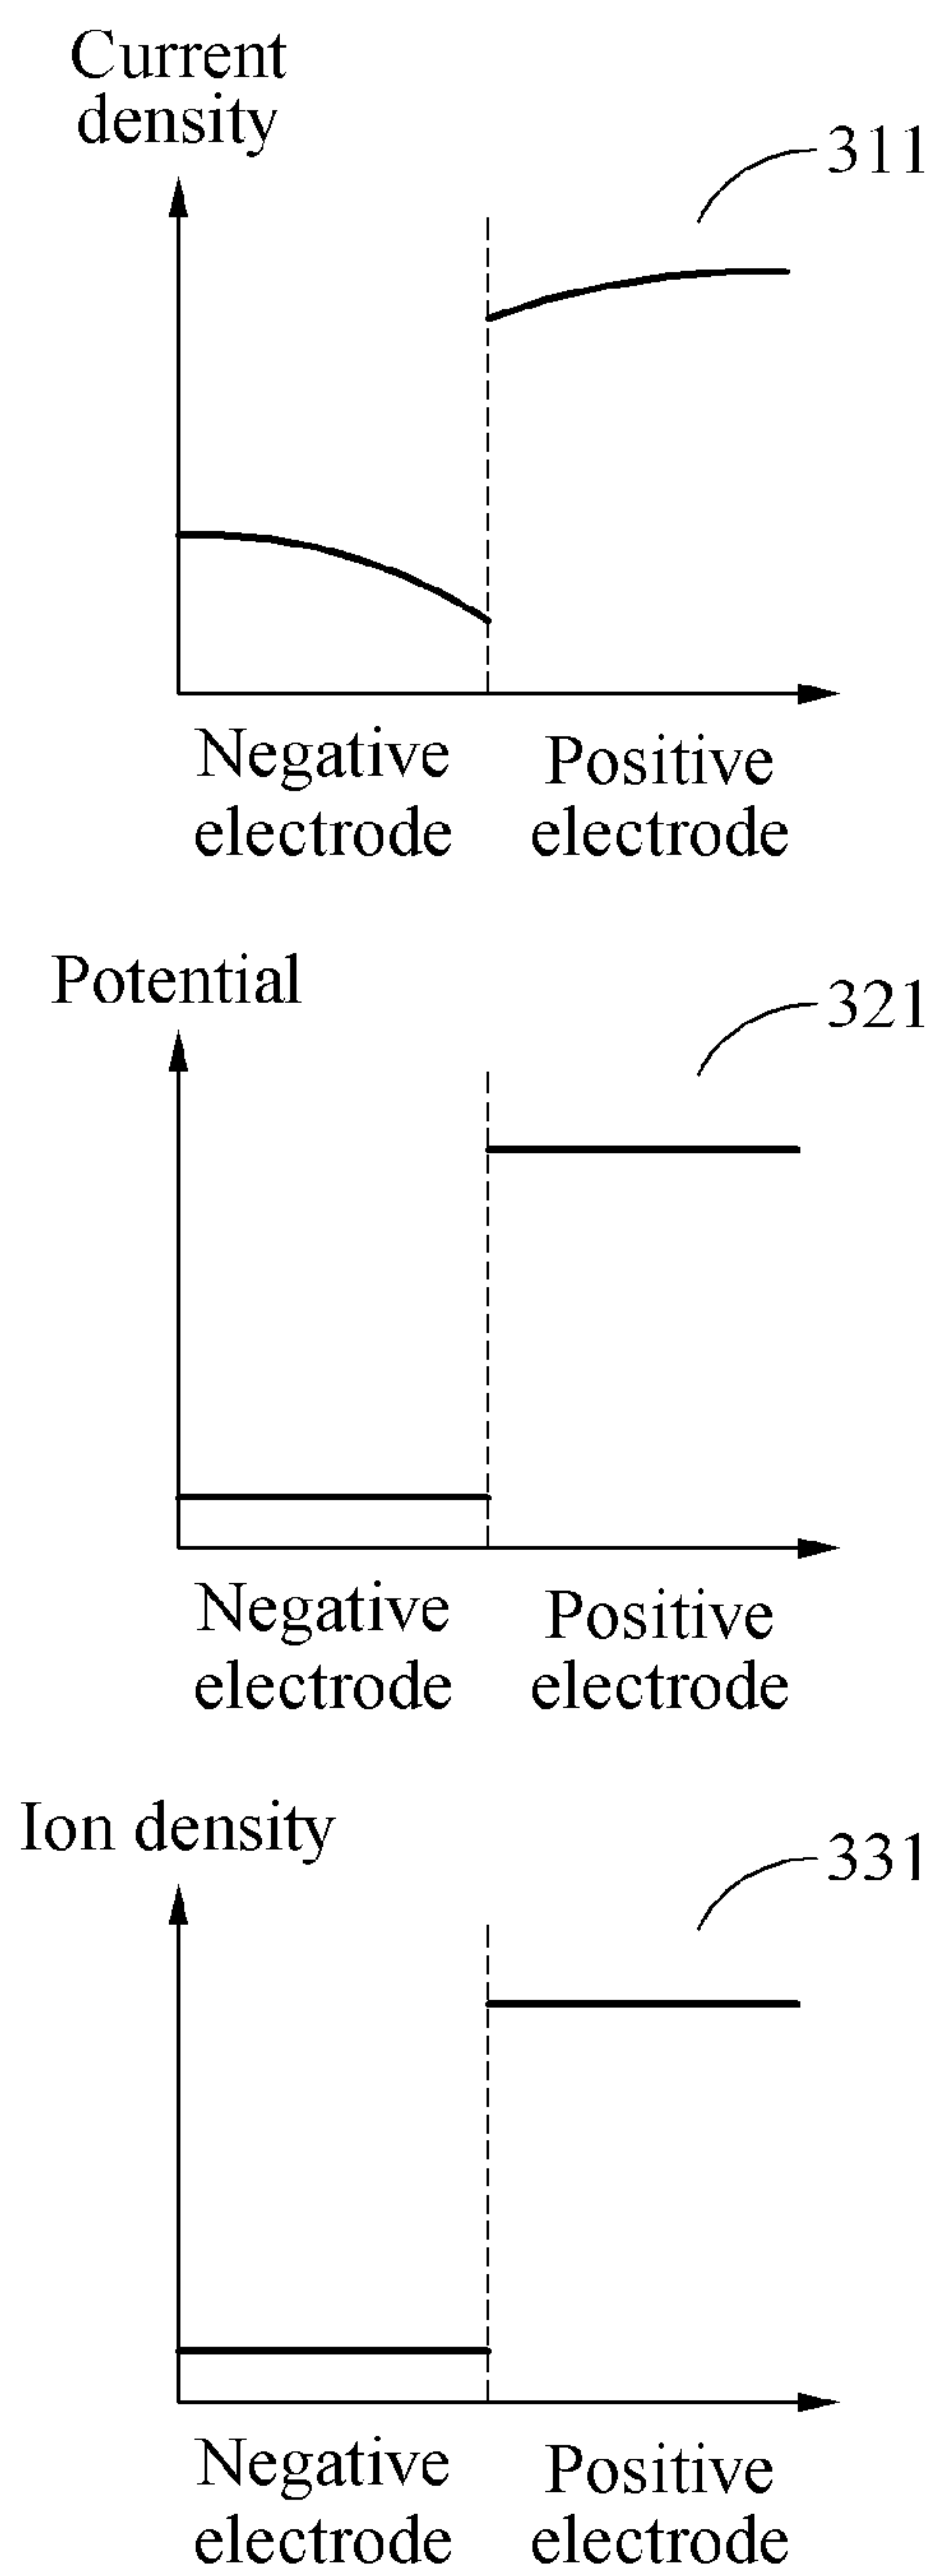 Current
density
311
Negative
electrode
Positive
electrode
Potential
321
Negative
electrode
Positive
electrode
Ion density
331
Negative
electrode
Positive
electrode